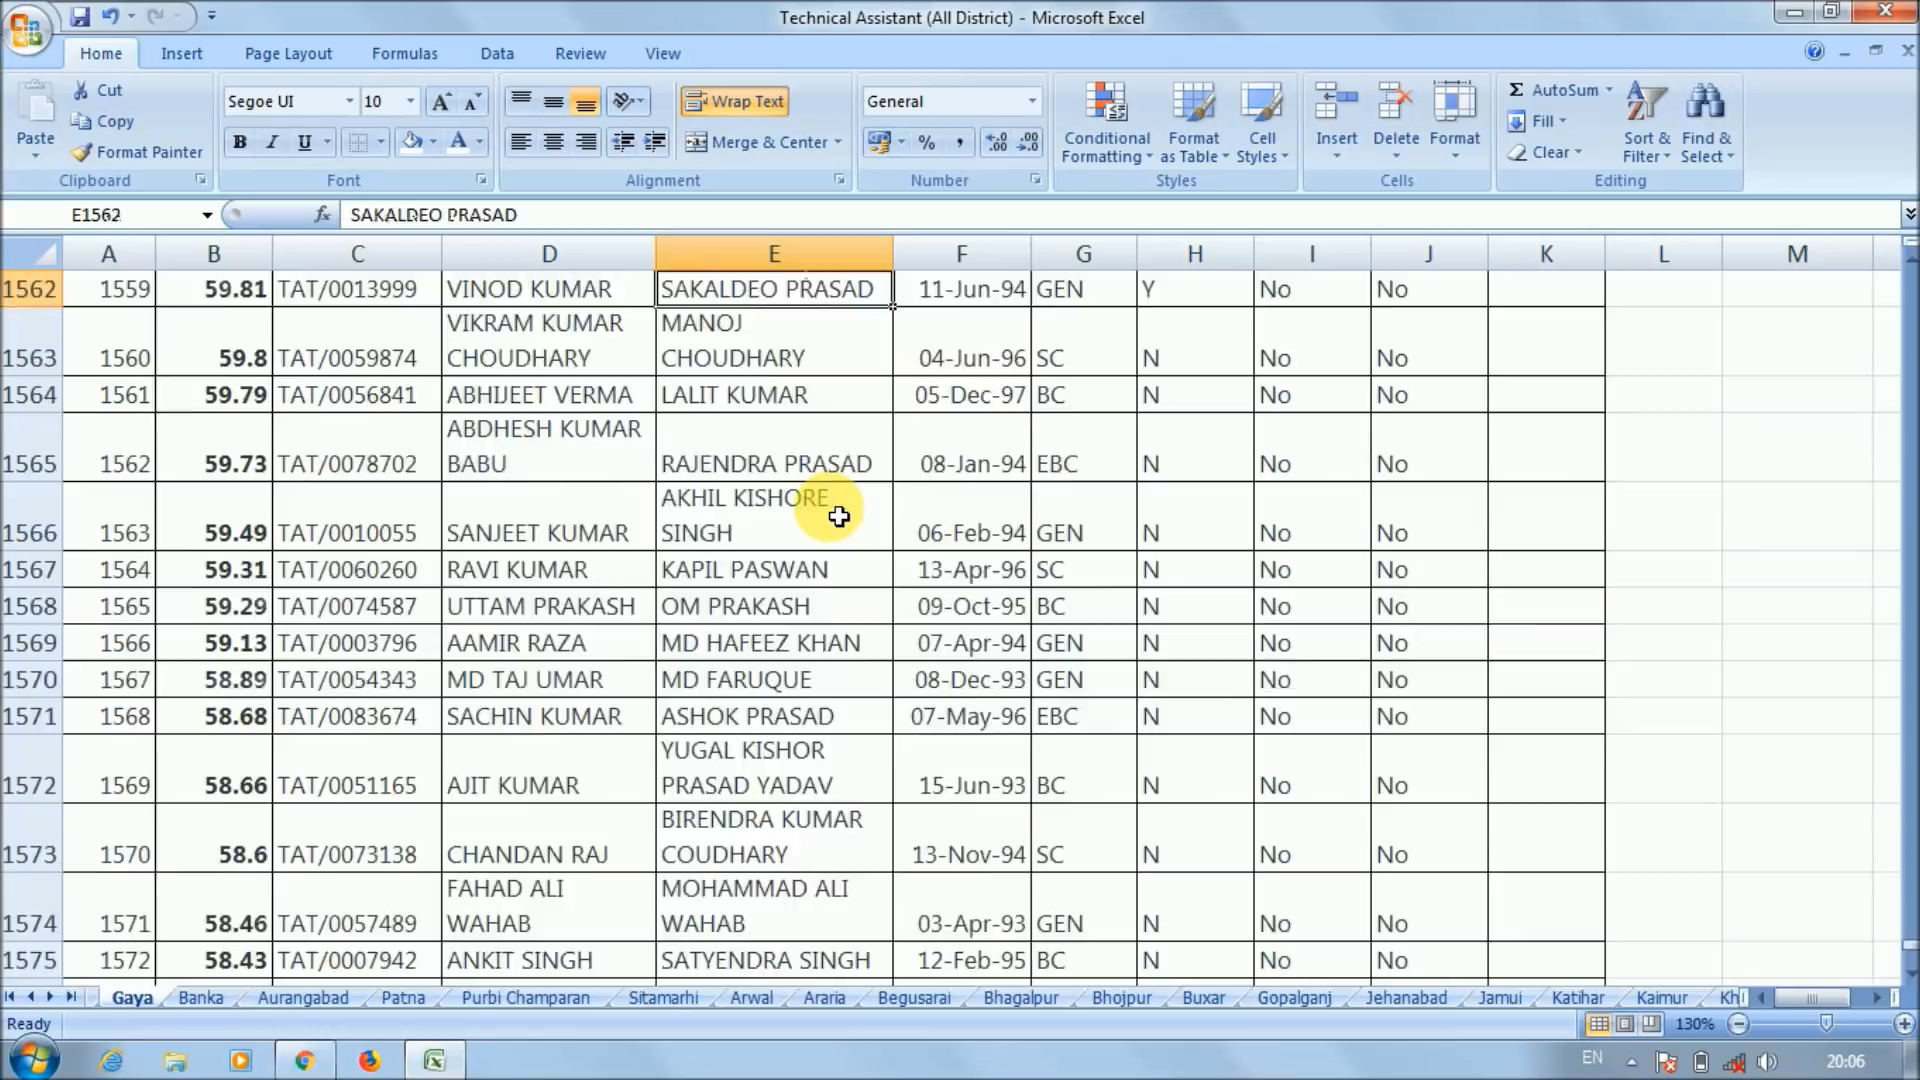 Technical Assistant (All District) - Microsoft Excel
Home Insert Page Layout Formulas Data Review View
Paste
Cut
Copy
Format Painter
Clipboard
Segoe UI 10
B I U
Font
Wrap Text
Merge & Center
Alignment
General
% , .00
Number
Conditional Formatting
Format as Table
Cell Styles
Styles
Insert Delete Format
Cells
AutoSum
Fill
Clear
Sort & Filter
Find & Select
Editing
E1562 fx SAKALDEO PRASAD
A B C D E F G H I J K L M
1562 1559 59.81 TAT/0013999 VINOD KUMAR SAKALDEO PRASAD 11-Jun-94 GEN Y No No
1563 1560 59.8 TAT/0059874 VIKRAM KUMAR CHOUDHARY MANOJ CHOUDHARY 04-Jun-96 SC N No No
1564 1561 59.79 TAT/0056841 ABHIJEET VERMA LALIT KUMAR 05-Dec-97 BC N No No
1565 1562 59.73 TAT/0078702 ABDHESH KUMAR BABU RAJENDRA PRASAD 08-Jan-94 EBC N No No
1566 1563 59.49 TAT/0010055 SANJEET KUMAR AKHIL KISHORE SINGH 06-Feb-94 GEN N No No
1567 1564 59.31 TAT/0060260 RAVI KUMAR KAPIL PASWAN 13-Apr-96 SC N No No
1568 1565 59.29 TAT/0074587 UTTAM PRAKASH OM PRAKASH 09-Oct-95 BC N No No
1569 1566 59.13 TAT/0003796 AAMIR RAZA MD HAFEEZ KHAN 07-Apr-94 GEN N No No
1570 1567 58.89 TAT/0054343 MD TAJ UMAR MD FARUQUE 08-Dec-93 GEN N No No
1571 1568 58.68 TAT/0083674 SACHIN KUMAR ASHOK PRASAD 07-May-96 EBC N No No
1572 1569 58.66 TAT/0051165 AJIT KUMAR YUGAL KISHOR PRASAD YADAV 15-Jun-93 BC N No No
1573 1570 58.6 TAT/0073138 CHANDAN RAJ BIRENDRA KUMAR COUDHARY 13-Nov-94 SC N No No
1574 1571 58.46 TAT/0057489 FAHAD ALI WAHAB MOHAMMAD ALI WAHAB 03-Apr-93 GEN N No No
1575 1572 58.43 TAT/0007942 ANKIT SINGH SATYENDRA SINGH 12-Feb-95 BC N No No
Gaya Banka Aurangabad Patna Purbi Champaran Sitamarhi Arwal Araria Begusarai Bhagalpur Bhojpur Buxar Gopalganj Jehanabad Jamui Katihar Kaimur Kh
Ready 130%
EN 20:06